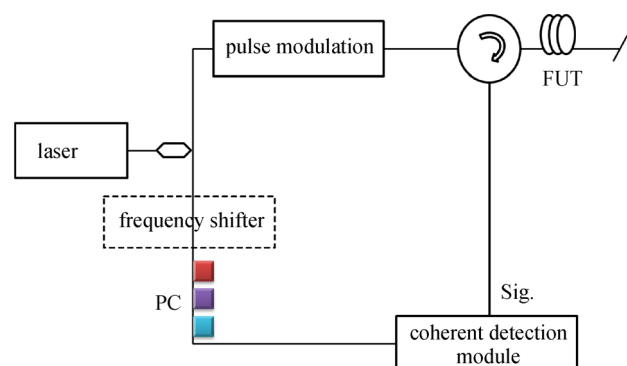 pulse modulation
FUT
laser
frequency shifter
PC
Sig.
coherent detection
module